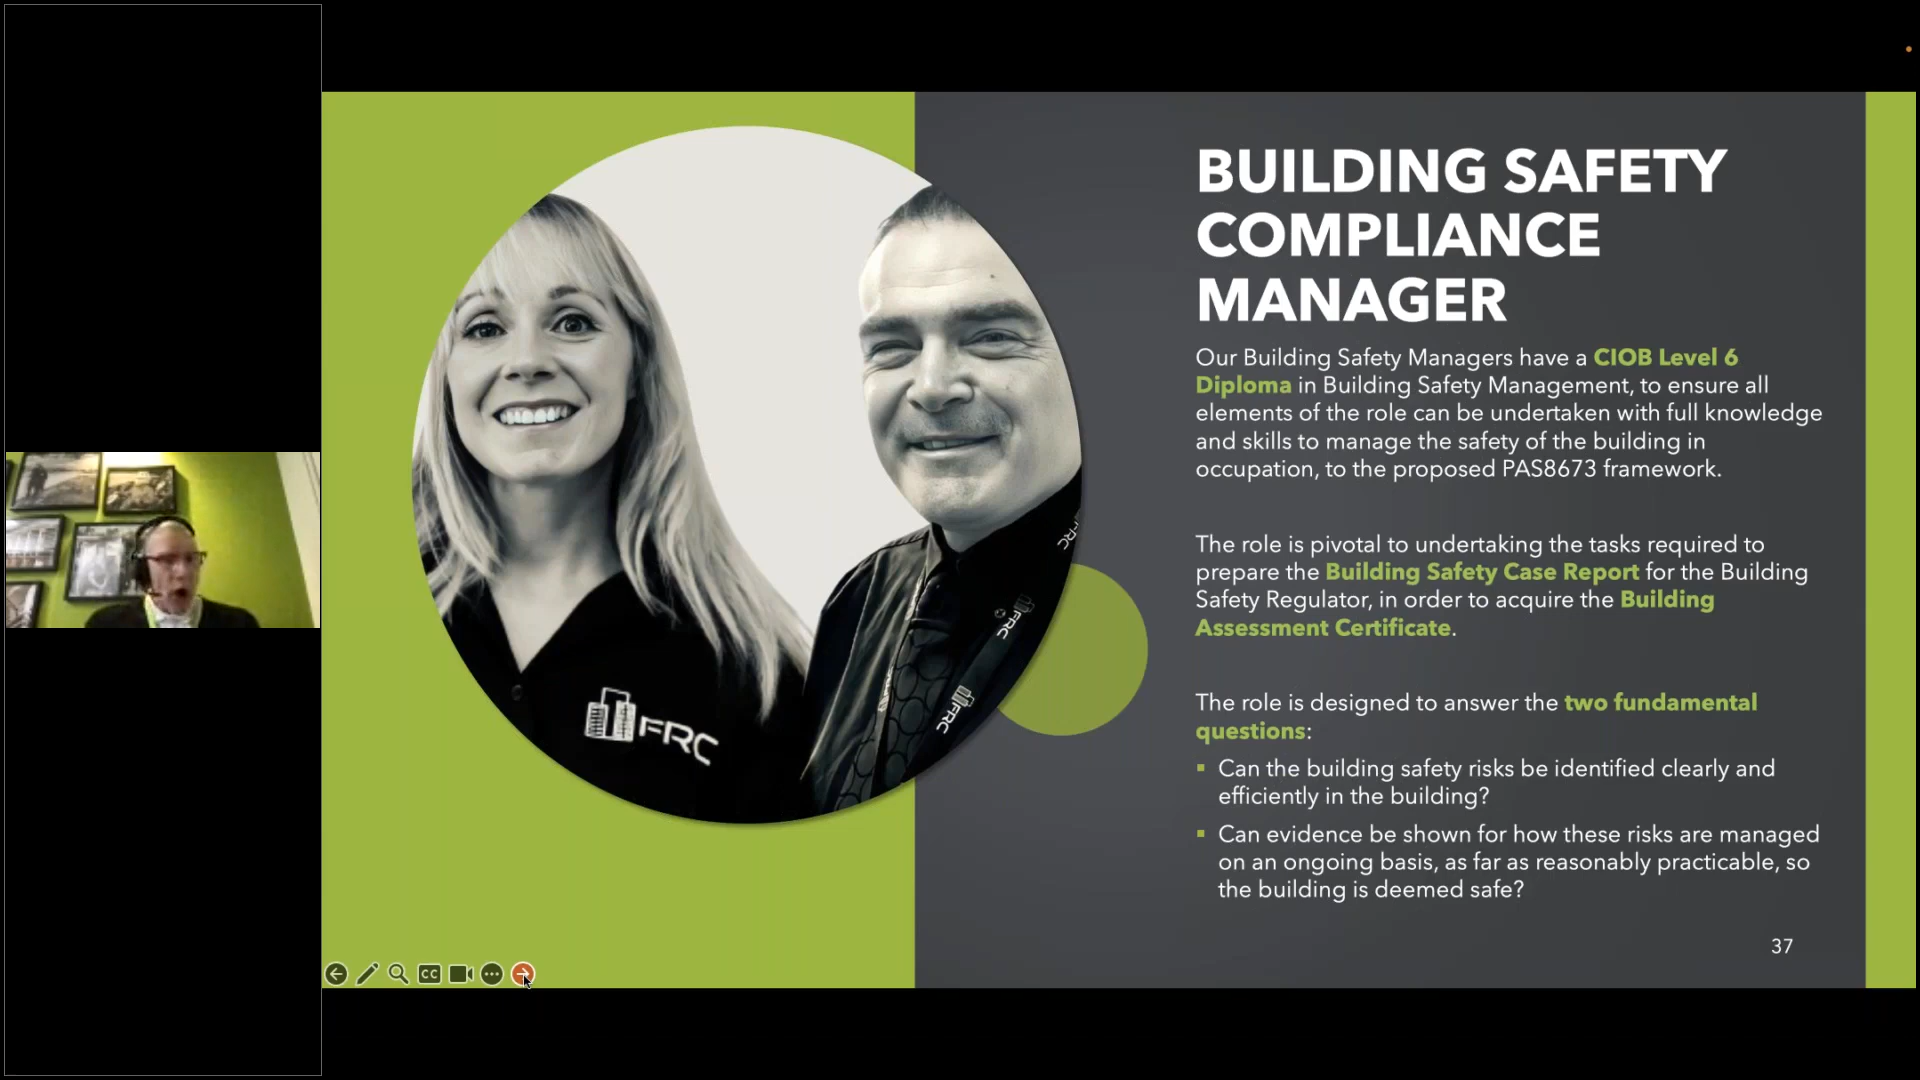 BUILDING SAFETY
COMPLIANCE
MANAGER
Our Building Safety Managers have a CIOB Level 6
Diploma in Building Safety Management, to ensure all
elements of the role can be undertaken with full knowledge
and skills to manage the safety of the building in
occupation, to the proposed PAS8673 framework.
The role is pivotal to undertaking the tasks required to
prepare the Building Safety Case Report for the Building
Safety Regulator, in order to acquire the Building
Assessment Certificate.
The role is designed to answer the two fundamental
questions:
Can the building safety risks be identified clearly and
efficiently in the building?
Can evidence be shown for how these risks are managed
on an ongoing basis, as far as reasonably practicable, so
the building is deemed safe?
37
FRC
FRC
FRC
FRC
CC